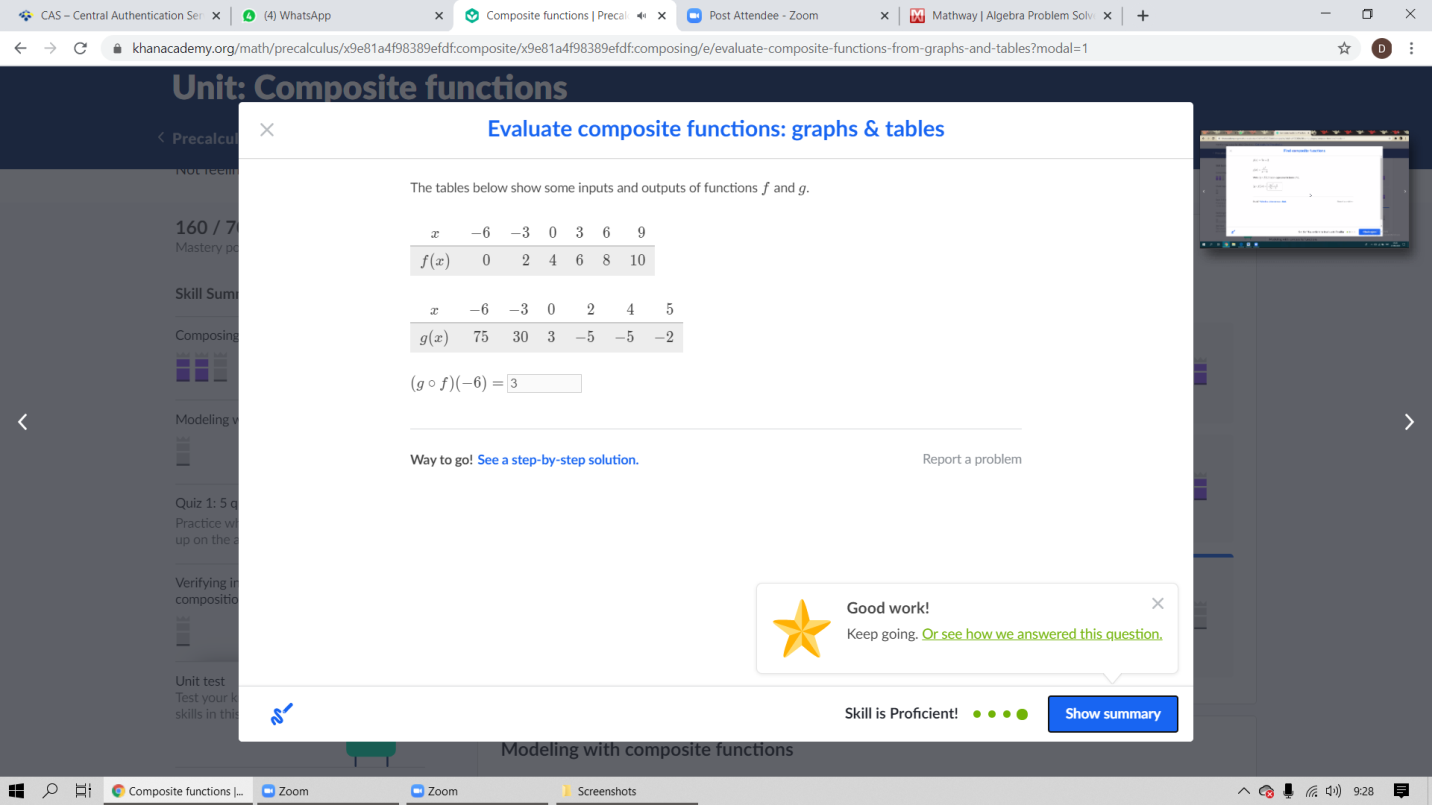 CAS – Central Authentication Ser
(4) WhatsApp
Composite functions | Precal
Post Attendee - Zoom
Mathway | Algebra Problem Solv
khanacademy.org/math/precalculus/x9e81a4f98389efdf:composite/x9e81a4f98389efdf:composing/e/evaluate-composite-functions-from-graphs-and-tables?modal=1
D
Unit: Composite functions
Precalcul
Not feelin
160 / 70
Mastery po
Skill Summ
Composing
Modeling w
Quiz 1: 5 q
Practice wh
up on the a
Verifying in
compositio
Unit test
Test your k
skills in this
Evaluate composite functions: graphs & tables
The tables below show some inputs and outputs of functions f and g.
x −6 −3 0 3 6 9
f(x) 0 2 4 6 8 10
x −6 −3 0 2 4 5
g(x) 75 30 3 −5 −5 −2
(g ∘ f)(−6) = 3
Way to go! See a step-by-step solution.
Report a problem
Good work!
Keep going. Or see how we answered this question.
Skill is Proficient!
Show summary
Modeling with composite functions
Composite functions |...
Zoom
Zoom
Screenshots
9:28